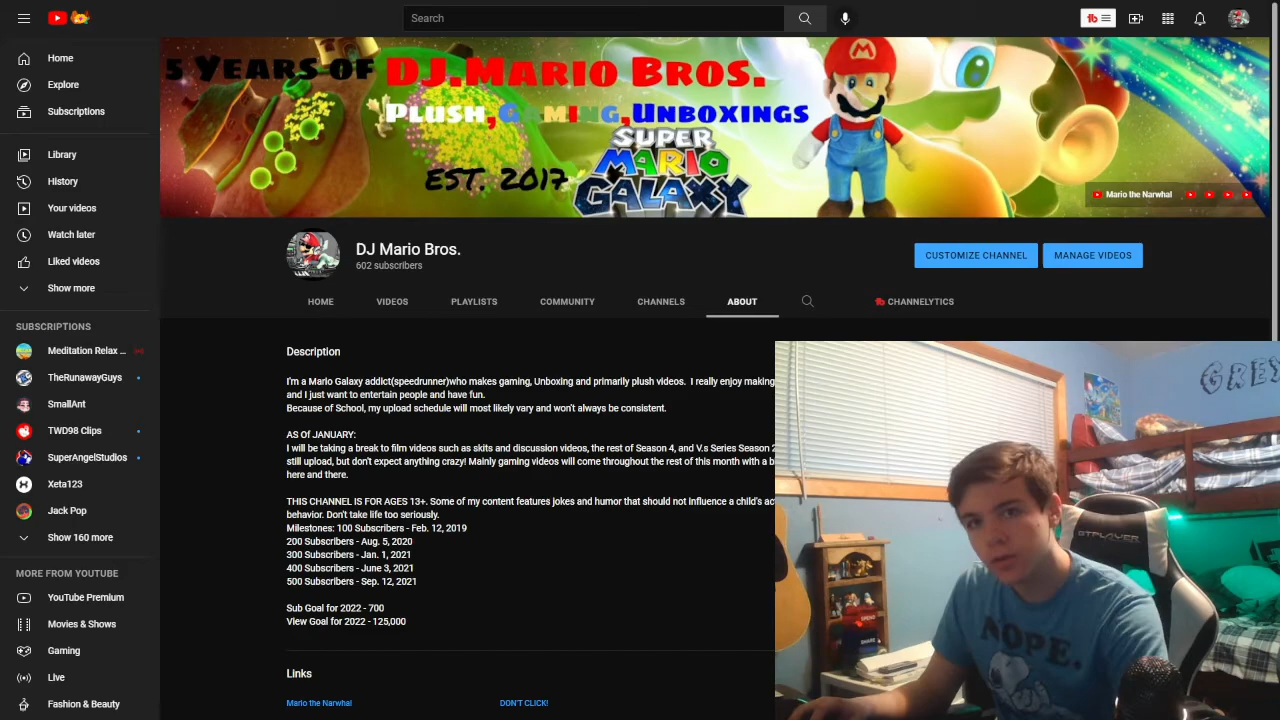 Search
5 YEARS OF DJ.MARIO BROS.
PLUSH,GAMING,UNBOXINGS
SUPER
MARIO
GALAXY
EST. 2017
Mario the Narwhal
Home
Explore
Subscriptions
Library
History
Your videos
Watch later
Liked videos
Show more
SUBSCRIPTIONS
Meditation Relax ...
TheRunawayGuys
SmallAnt
TWD98 Clips
SuperAngelStudios
Xeta123
Jack Pop
Show 160 more
MORE FROM YOUTUBE
YouTube Premium
Movies & Shows
Gaming
Live
Fashion & Beauty
DJ Mario Bros.
602 subscribers
CUSTOMIZE CHANNEL
MANAGE VIDEOS
HOME
VIDEOS
PLAYLISTS
COMMUNITY
CHANNELS
ABOUT
CHANNELYTICS
Description
I'm a Mario Galaxy addict(speedrunner)who makes gaming, Unboxing and primarily plush videos. I really enjoy making
and I just want to entertain people and have fun.
Because of School, my upload schedule will most likely vary and won't always be consistent.
AS Of JANUARY:
I will be taking a break to film videos such as skits and discussion videos, the rest of Season 4, and V.s Series Season 2
still upload, but don't expect anything crazy! Mainly gaming videos will come throughout the rest of this month with a b
here and there.
THIS CHANNEL IS FOR AGES 13+. Some of my content features jokes and humor that should not influence a child's ac
behavior. Don't take life too seriously.
Milestones: 100 Subscribers - Feb. 12, 2019
200 Subscribers - Aug. 5, 2020
300 Subscribers - Jan. 1, 2021
400 Subscribers - June 3, 2021
500 Subscribers - Sep. 12, 2021
Sub Goal for 2022 - 700
View Goal for 2022 - 125,000
Links
Mario the Narwhal
DON'T CLICK!
GREY
GTPLAYER
NOPE.
SPEND
SHARE